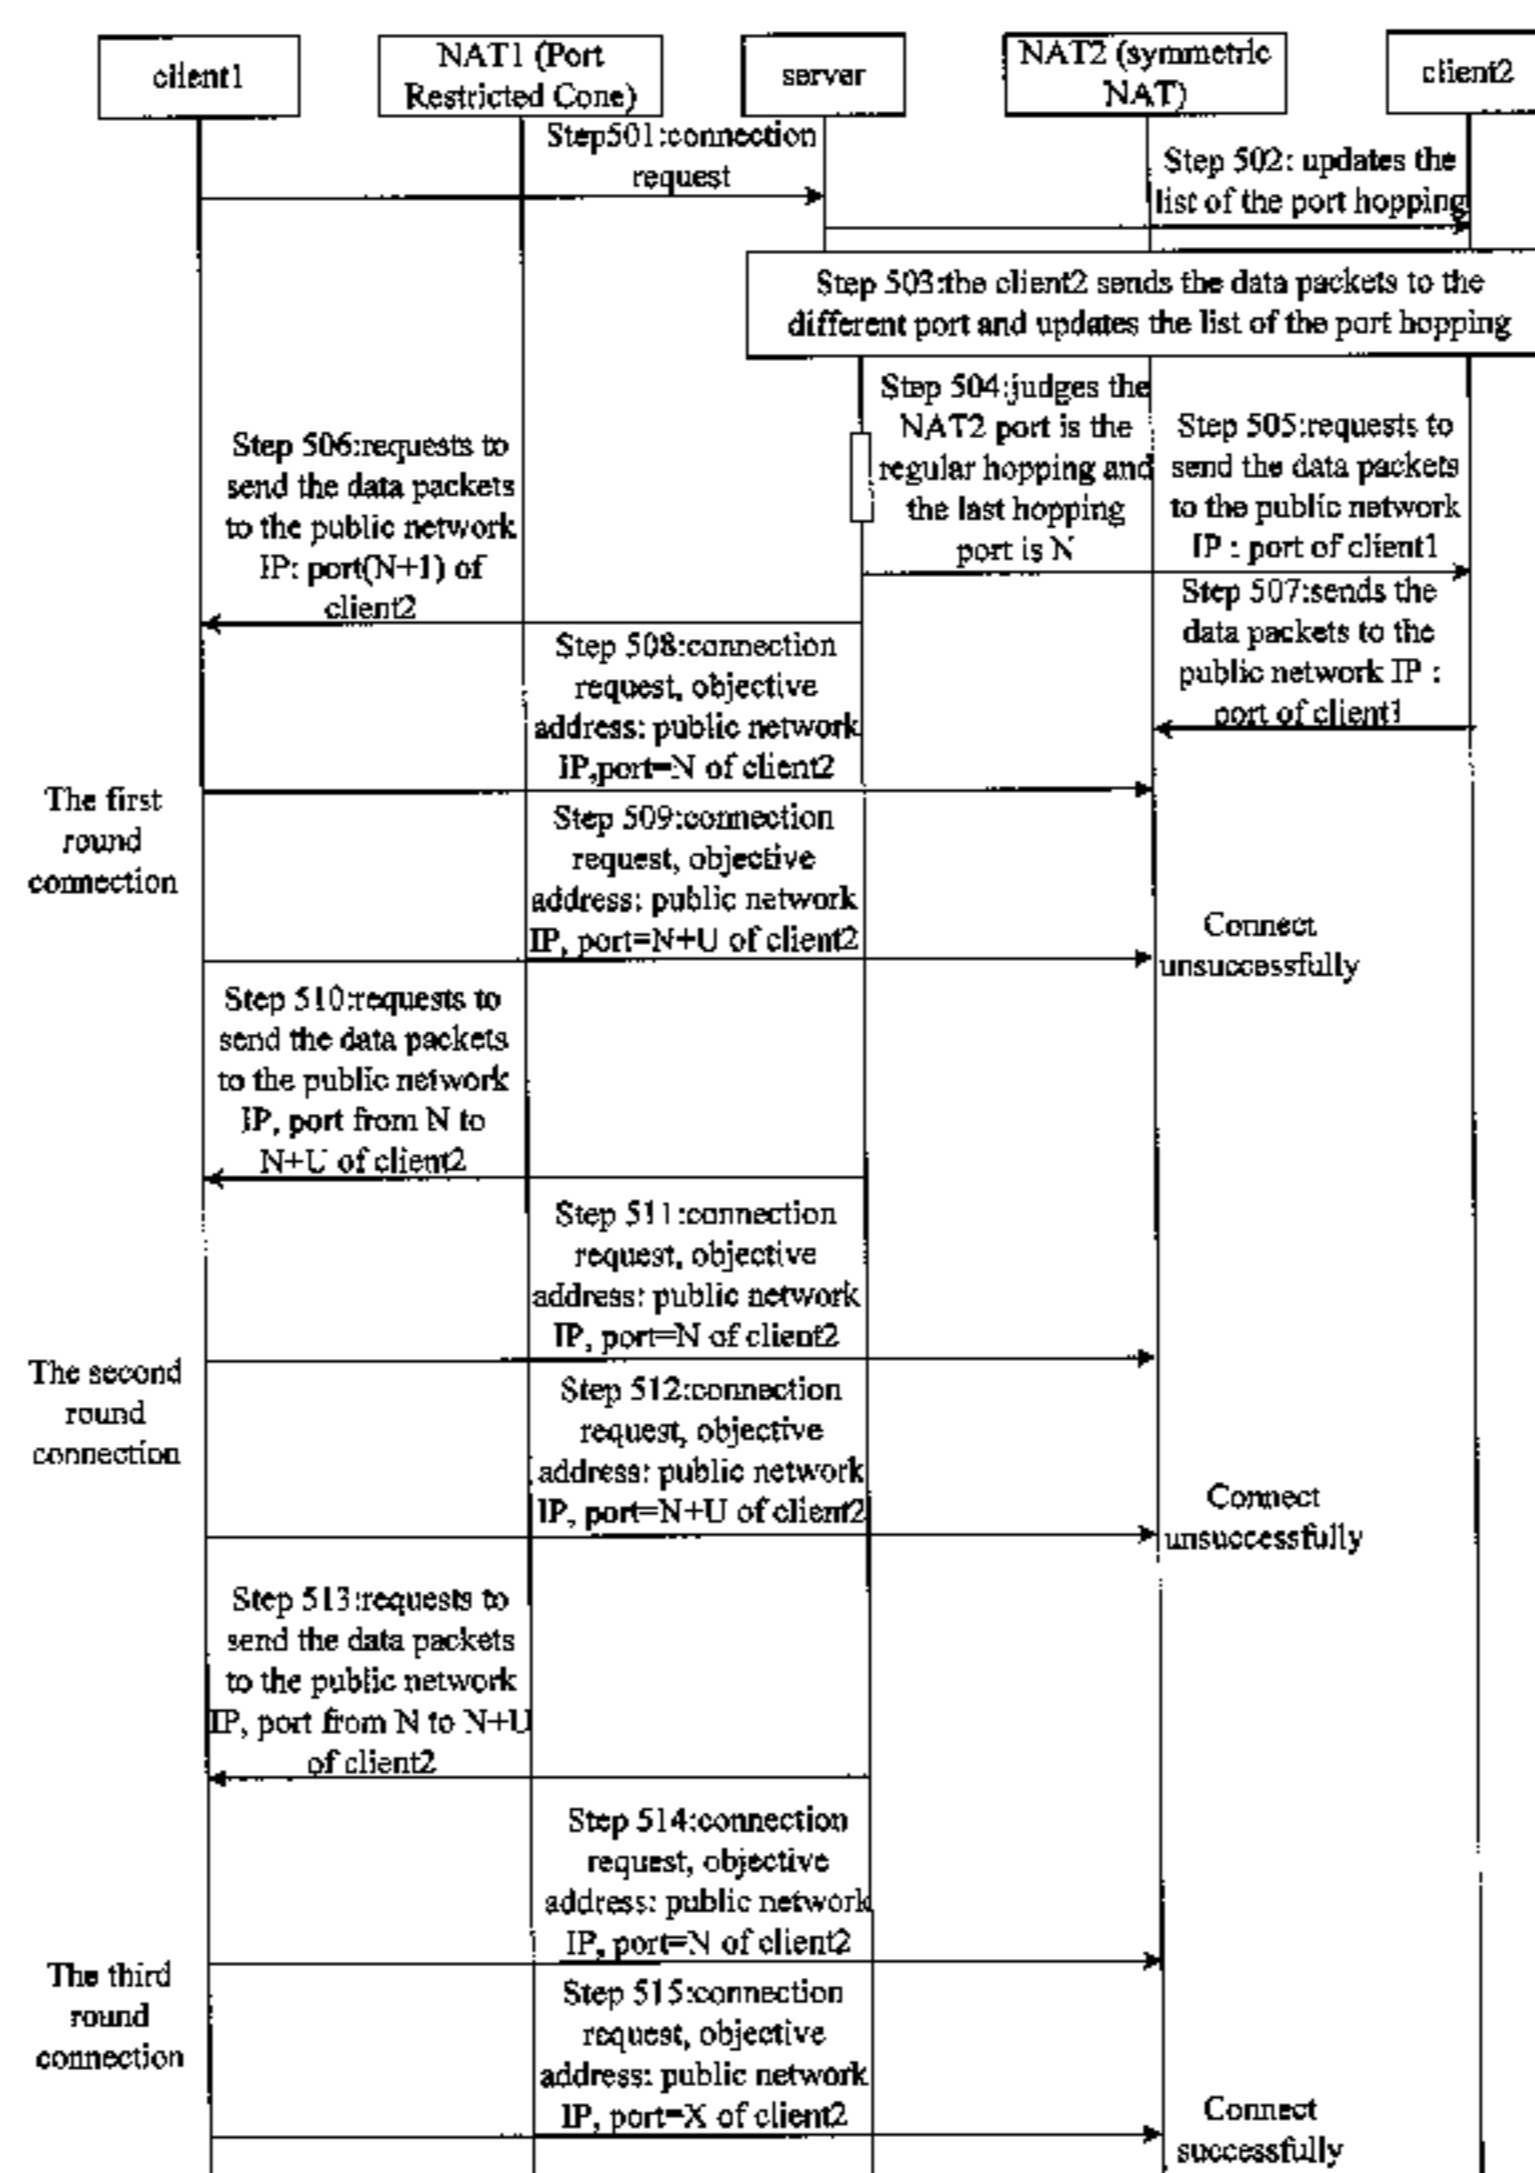 client1
NAT1 (Port
Restricted Cone)
server
NAT2 (symmetric
NAT)
client2
Step501:connection
request
Step 502: updates the
list of the port hopping
Step 503:the client2 sends the data packets to the
different port and updates the list of the port hopping
Step 504:judges the
NAT2 port is the
regular hopping and
the last hopping
port is N
Step 505:requests to
send the data packets
to the public network
IP : port of client1
Step 506:requests to
send the data packets
to the public network
IP: port(N+1) of
client2
Step 507:sends the
data packets to the
public network IP :
port of client1
Step 508:connection
request, objective
address: public network
IP,port=N of client2
The first
round
connection
Step 509:connection
request, objective
address: public network
IP, port=N+U of client2
Connect
unsuccessfully
Step 510:requests to
send the data packets
to the public network
IP, port from N to
N+U of client2
Step 511:connection
request, objective
address: public network
IP, port=N of client2
The second
round
connection
Step 512:connection
request, objective
address: public network
IP, port=N+U of client2
Connect
unsuccessfully
Step 513:requests to
send the data packets
to the public network
IP, port from N to N+U
of client2
Step 514:connection
request, objective
address: public network
IP, port=N of client2
The third
round
connection
Step 515:connection
request, objective
address: public network
IP, port=X of client2
Connect
successfully